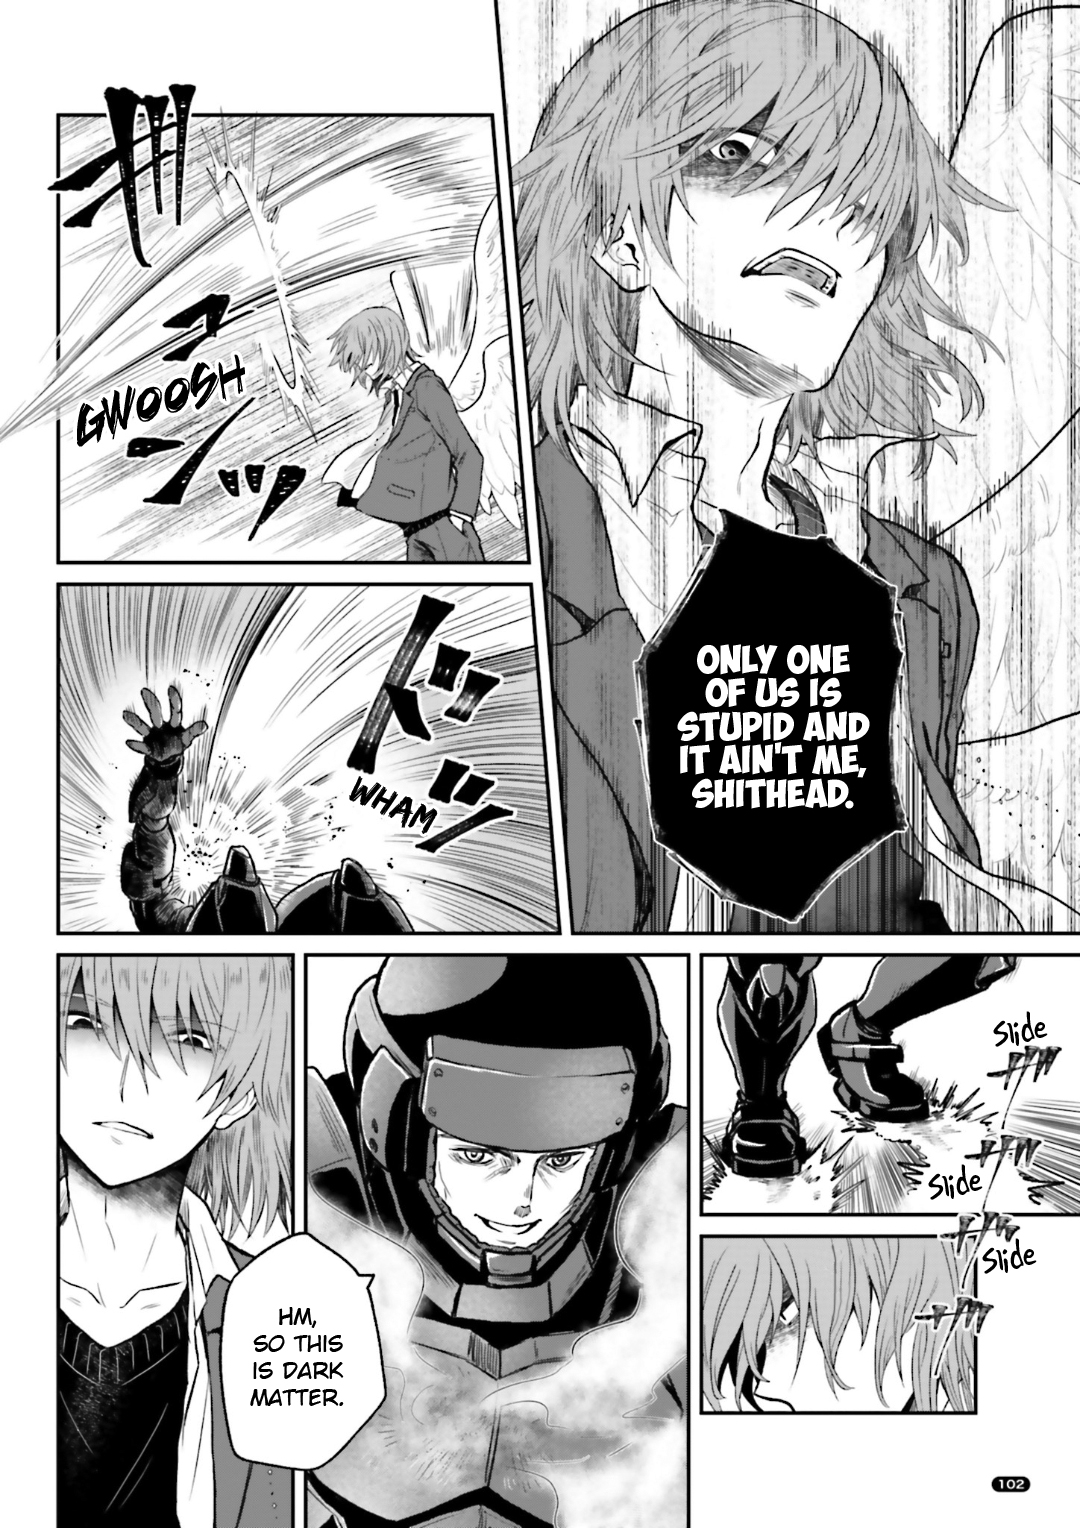 ONLY ONE
OF US IS
STUPID AND
IT AIN'T ME,
SHITHEAD.
GWOOSH
WHAM
Slide
Slide
Slide
HM,
SO THIS
IS DARK
MATTER.
102